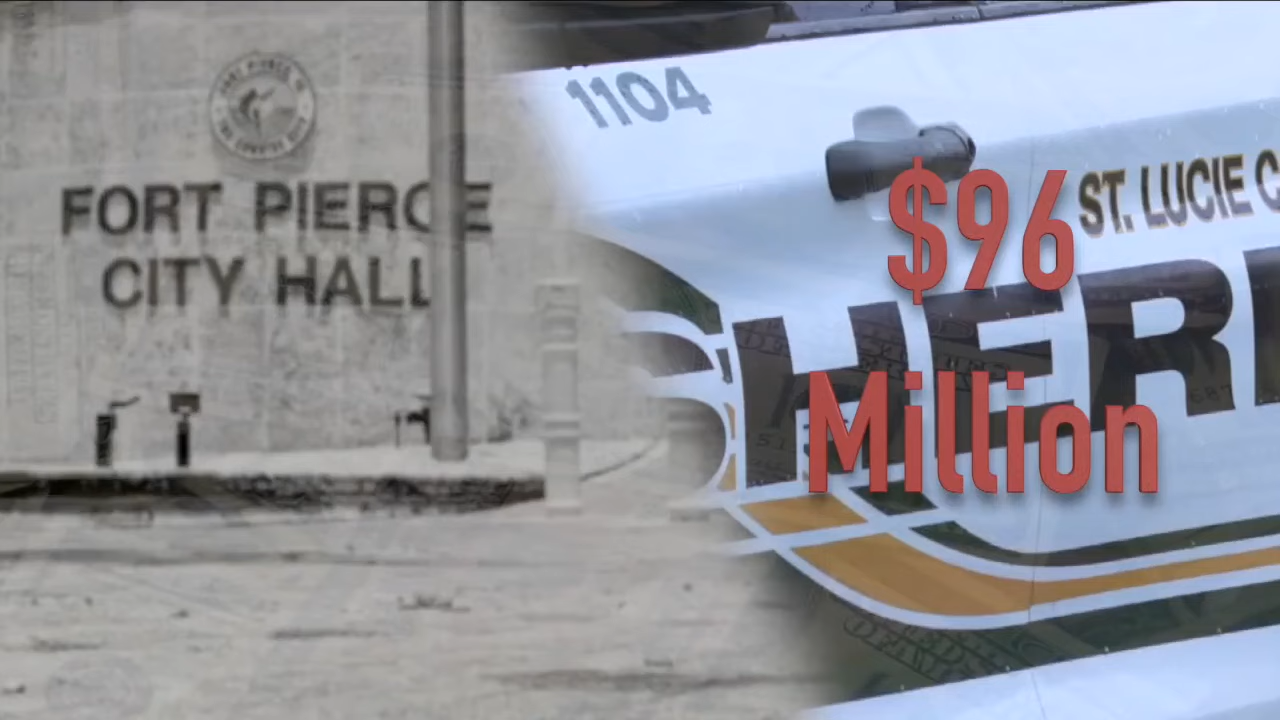 FORT PIERCE
CITY HALL
1104
ST. LUCIE C
SHERI
$96
Million